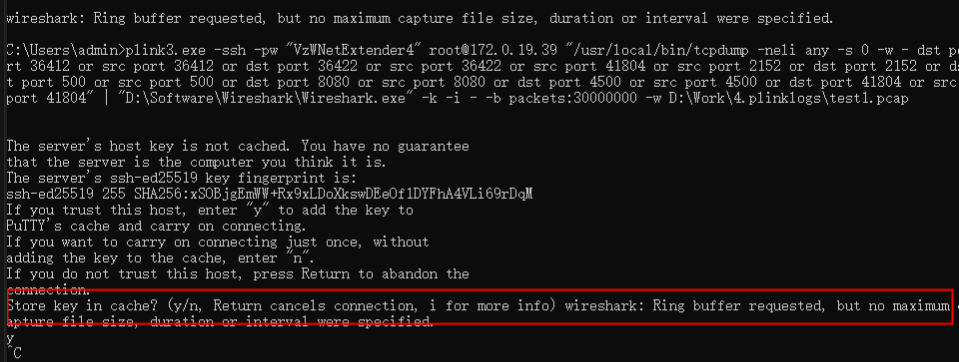 wireshark: Ring buffer requested, but no maximum capture file size, duration or interval were specified.
C:\Users\admin>plink3.exe -ssh -pw "VzWNetExtender4" root@172.0.19.39 "/usr/local/bin/tcpdump -neli any -s 0 -w - dst po
rt 36412 or src port 36412 or dst port 36422 or src port 36422 or src port 41804 or src port 2152 or dst port 2152 or ds
t port 500 or src port 500 or dst port 8080 or src port 8080 or dst port 4500 or src port 4500 or dst port 41804 or src
port 41804" | "D:\Software\Wireshark\Wireshark.exe" -k -i - -b packets:30000000 -w D:\Work\4.plinklogs\test1.pcap
The server's host key is not cached. You have no guarantee
that the server is the computer you think it is.
The server's ssh-ed25519 key fingerprint is:
ssh-ed25519 255 SHA256:xSOBjgEmWW+Rx9xLDoXkswDEeOf1DYFhA4VLi69rDqM
If you trust this host, enter "y" to add the key to
PuTTY's cache and carry on connecting.
If you want to carry on connecting just once, without
adding the key to the cache, enter "n".
If you do not trust this host, press Return to abandon the
connection.
Store key in cache? (y/n, Return cancels connection, i for more info) wireshark: Ring buffer requested, but no maximum c
apture file size, duration or interval were specified.
y
^C